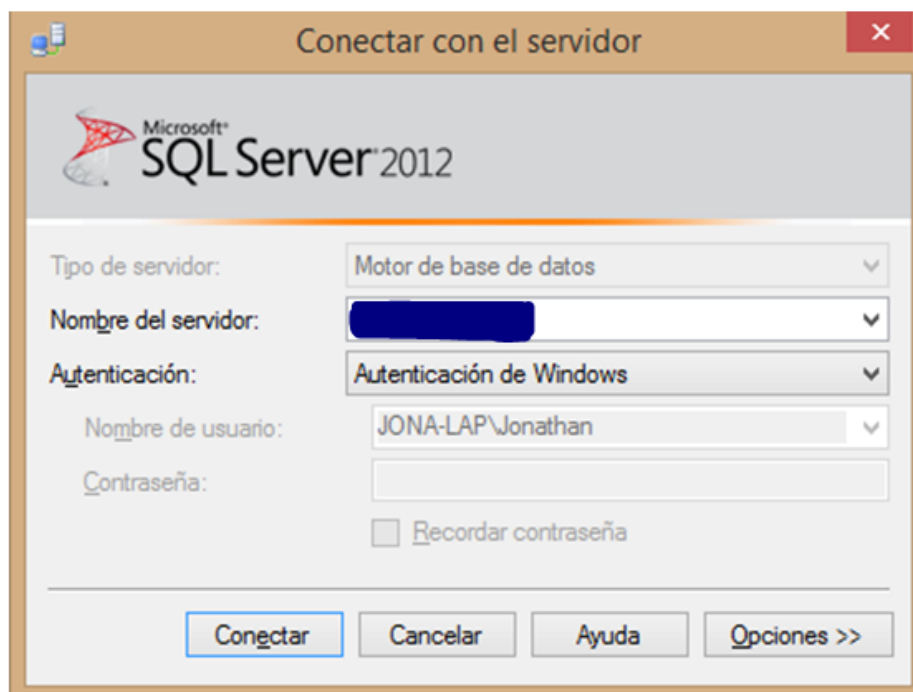 Conectar con el servidor
Microsoft®
SQL Server® 2012
Tipo de servidor: Motor de base de datos
Nombre del servidor:
Autenticación: Autenticación de Windows
Nombre de usuario: JONA-LAP\Jonathan
Contraseña:
Recordar contraseña
Conectar Cancelar Ayuda Opciones >>